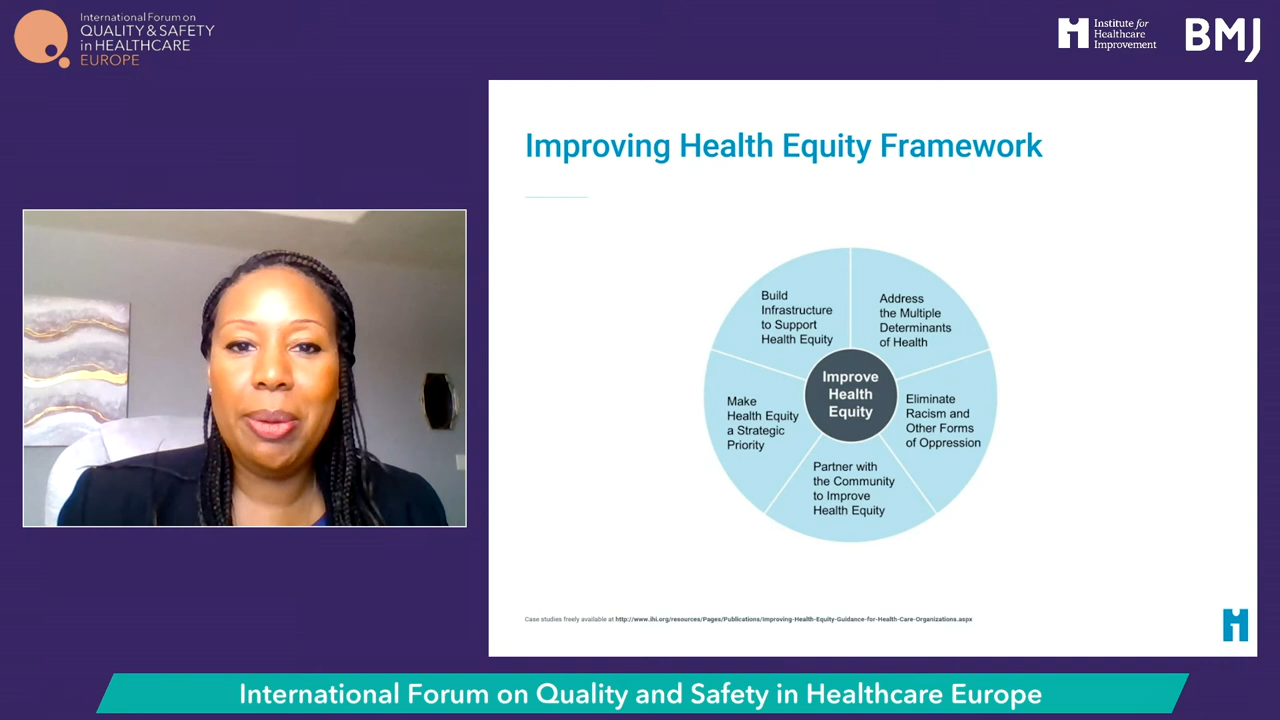 International Forum on
QUALITY & SAFETY
in HEALTHCARE
EUROPE
Institute for
Healthcare
Improvement
BMJ
Improving Health Equity Framework
Build
Infrastructure
to Support
Health Equity
Address
the Multiple
Determinants
of Health
Make
Health Equity
a Strategic
Priority
Improve
Health
Equity
Eliminate
Racism and
Other Forms
of Oppression
Partner with
the Community
to Improve
Health Equity
Case studies freely available at http://www.ihi.org/resources/Pages/Publications/Improving-Health-Equity-Guidance-for-Health-Care-Organizations.aspx
International Forum on Quality and Safety in Healthcare Europe